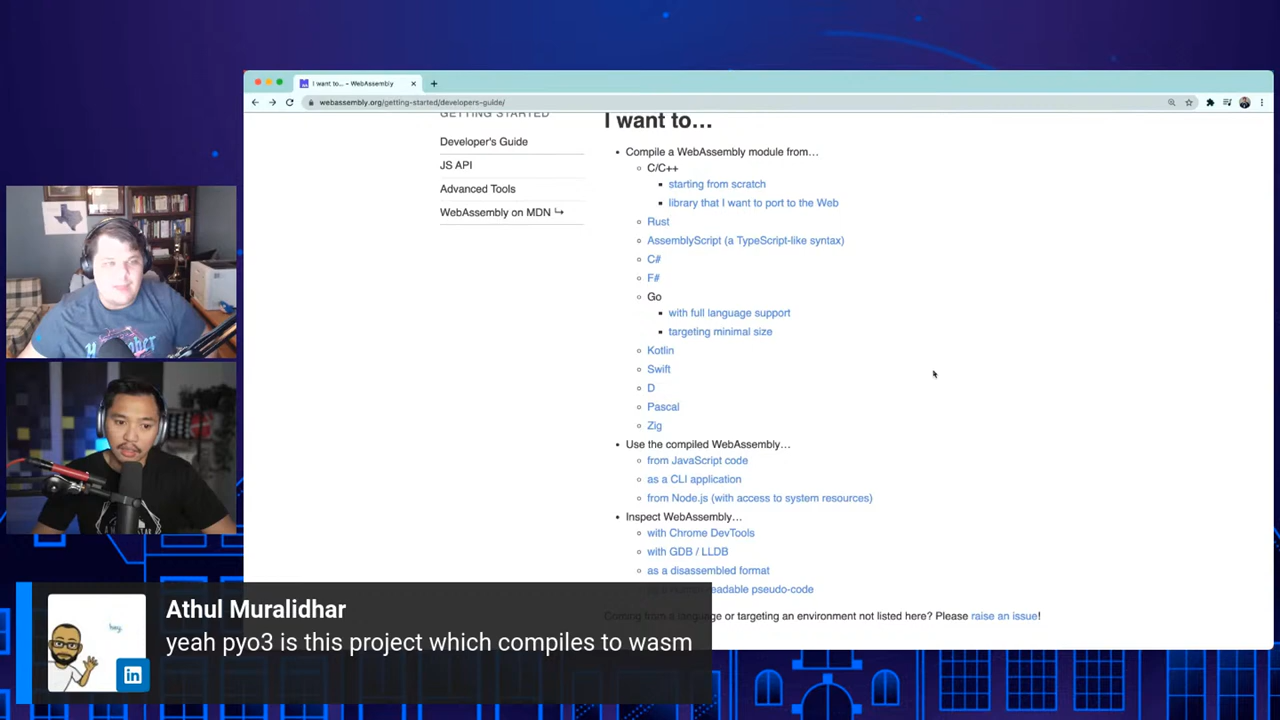 I want to… – WebAssembly
webassembly.org/getting-started/developers-guide/
GETTING STARTED
Developer's Guide
JS API
Advanced Tools
WebAssembly on MDN ↪
I want to…
Compile a WebAssembly module from…
C/C++
starting from scratch
library that I want to port to the Web
Rust
AssemblyScript (a TypeScript-like syntax)
C#
F#
Go
with full language support
targeting minimal size
Kotlin
Swift
D
Pascal
Zig
Use the compiled WebAssembly…
from JavaScript code
as a CLI application
from Node.js (with access to system resources)
Inspect WebAssembly…
with Chrome DevTools
with GDB / LLDB
as a disassembled format
readable pseudo-code
or targeting an environment not listed here? Please raise an issue!
Athul Muralidhar
yeah pyo3 is this project which compiles to wasm
hey,
in